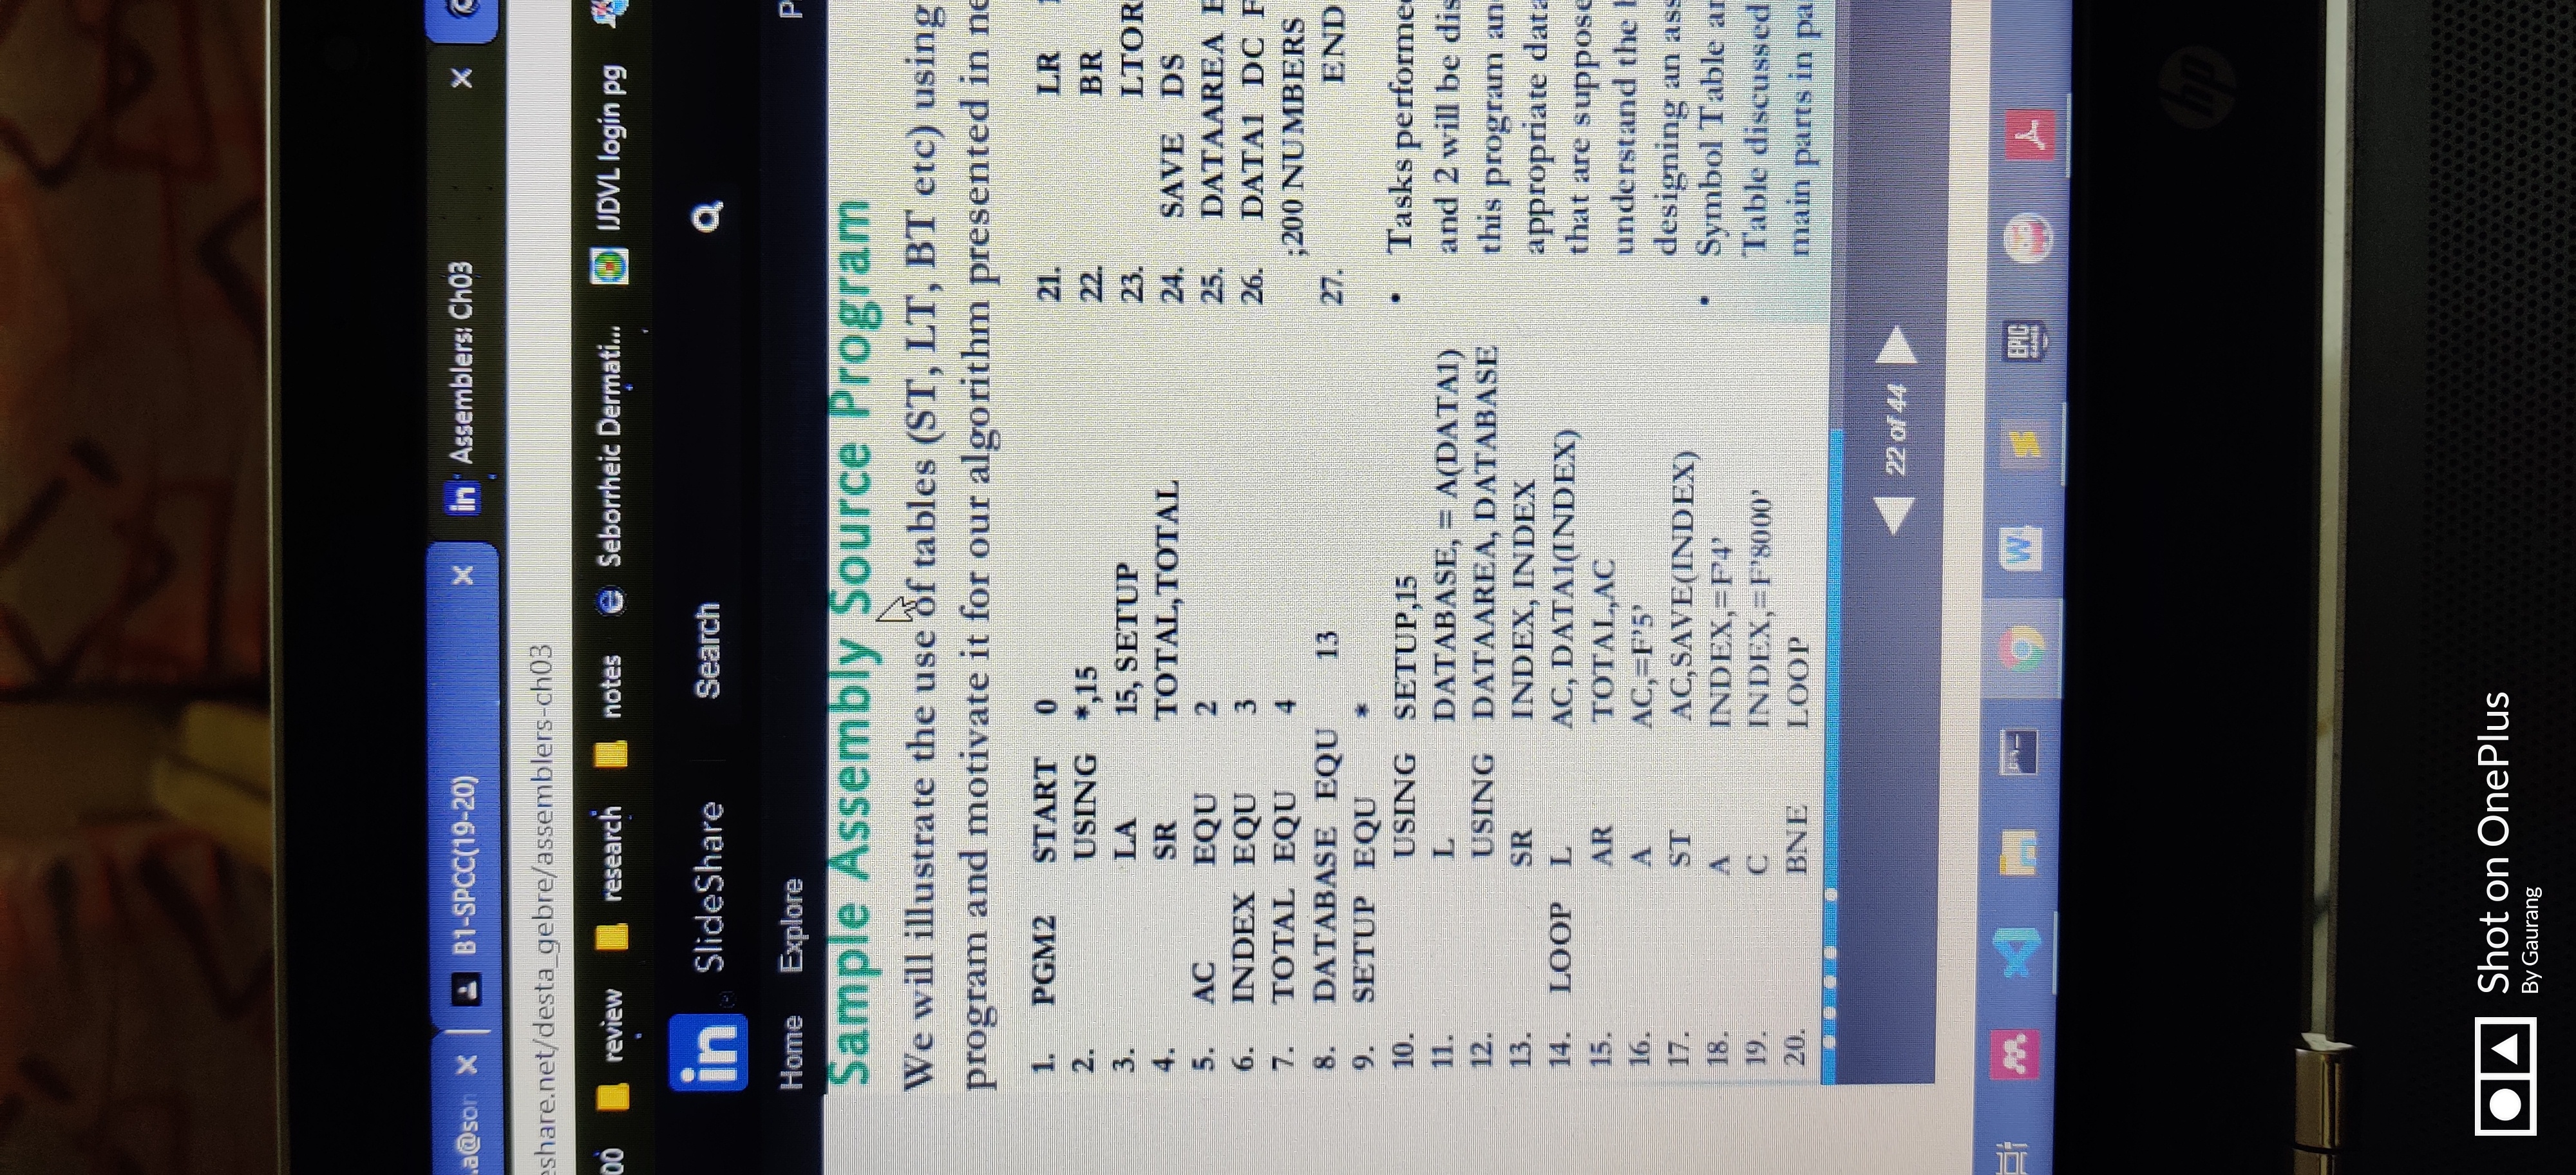 .a@son
B1-SPCC(19-20)
Assemblers: Ch03
eshare.net/desta_gebre/assemblers-ch03
00
review
research
notes
Seborrheic Dermati...
IJDVL login pg
in
SlideShare
Search
Home
Explore
P
Sample Assembly Source Program
We will illustrate the use of tables (ST, LT, BT etc) using
program and motivate it for our algorithm presented in ne
1. PGM2 START 0
2. USING *,15
3. LA 15, SETUP
4. SR TOTAL,TOTAL
5. AC EQU 2
6. INDEX EQU 3
7. TOTAL EQU 4
8. DATABASE EQU 13
9. SETUP EQU *
10. USING SETUP,15
11. L DATABASE, = A(DATA1)
12. USING DATAAREA, DATABASE
13. SR INDEX, INDEX
14. LOOP L AC, DATA1(INDEX)
15. AR TOTAL,AC
16. A AC,=F'5'
17. ST AC,SAVE(INDEX)
18. A INDEX,=F'4'
19. C INDEX,=F'8000'
20. BNE LOOP
21. LR
22. BR
23. LTOR
24. SAVE DS
25. DATAAREA E
26. DATA1 DC F
;200 NUMBERS
27. END
• Tasks performe
and 2 will be dis
this program an
appropriate data
that are suppose
understand the
designing an ass
• Symbol Table ar
Table discussed
main parts in pa
22 of 44
EPIC
GAMES
hp
Shot on OnePlus
By Gaurang